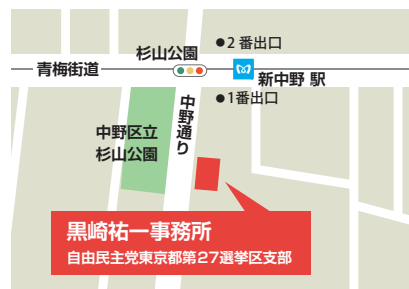 杉山公園
●2番出口
青梅街道
新中野 駅
●1番出口
中野通り
中野区立
杉山公園
黒崎祐一事務所
自由民主党東京都第27選挙区支部